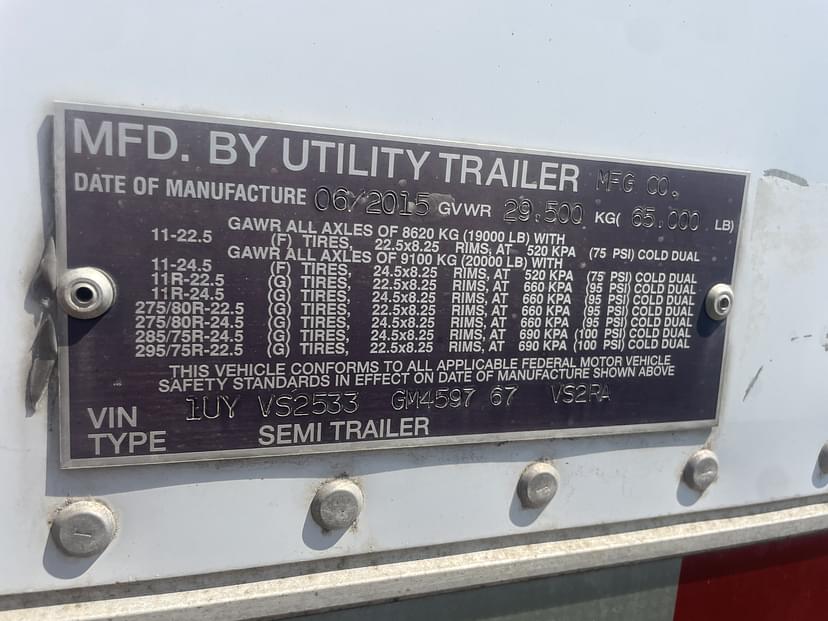 MFD. BY UTILITY TRAILER MFG CO.
DATE OF MANUFACTURE 06/2015 GVWR 29.500 KG( 65.000 LB)
GAWR ALL AXLES OF 8620 KG (19000 LB) WITH
11-22.5 (F) TIRES, 22.5x8.25 RIMS, AT 520 KPA (75 PSI) COLD DUAL
GAWR ALL AXLES OF 9100 KG (20000 LB) WITH
11-24.5 (F) TIRES, 24.5x8.25 RIMS, AT 520 KPA (75 PSI) COLD DUAL
11R-22.5 (G) TIRES, 22.5x8.25 RIMS, AT 660 KPA (95 PSI) COLD DUAL
11R-24.5 (G) TIRES, 24.5x8.25 RIMS, AT 660 KPA (95 PSI) COLD DUAL
275/80R-22.5 (G) TIRES, 22.5x8.25 RIMS, AT 660 KPA (95 PSI) COLD DUAL
275/80R-24.5 (G) TIRES, 24.5x8.25 RIMS, AT 660 KPA (95 PSI) COLD DUAL
285/75R-24.5 (G) TIRES, 24.5x8.25 RIMS, AT 690 KPA (100 PSI) COLD DUAL
295/75R-22.5 (G) TIRES, 22.5x8.25 RIMS, AT 690 KPA (100 PSI) COLD DUAL
THIS VEHICLE CONFORMS TO ALL APPLICABLE FEDERAL MOTOR VEHICLE
SAFETY STANDARDS IN EFFECT ON DATE OF MANUFACTURE SHOWN ABOVE
VIN 1UY VS2533 GM4597 67 VS2RA
TYPE SEMI TRAILER